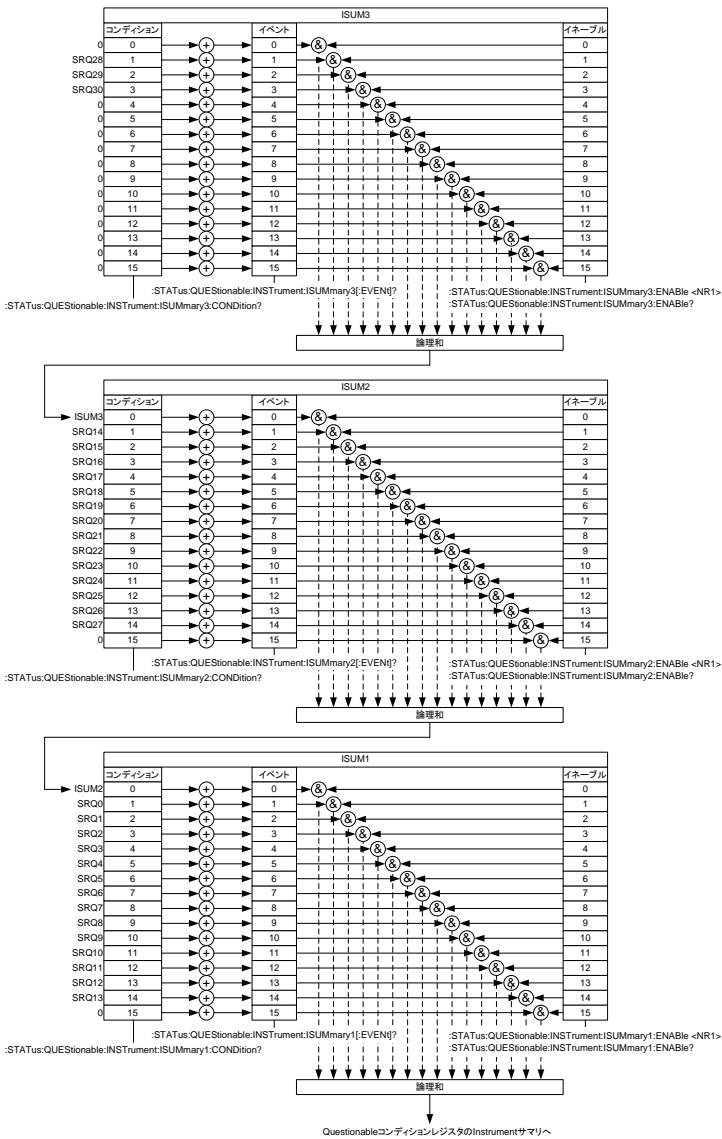 ISUM3
コンディション イベント イネーブル
0 0 + 0 & 0
SRQ28 1 + 1 & 1
SRQ29 2 + 2 & 2
SRQ30 3 + 3 & 3
0 4 + 4 & 4
0 5 + 5 & 5
0 6 + 6 & 6
0 7 + 7 & 7
0 8 + 8 & 8
0 9 + 9 & 9
0 10 + 10 & 10
0 11 + 11 & 11
0 12 + 12 & 12
0 13 + 13 & 13
0 14 + 14 & 14
0 15 + 15 & 15
:STATus:QUEStionable:INSTrument:ISUMmary3[:EVENt]? :STATus:QUEStionable:INSTrument:ISUMmary3:ENABle <NR1>
:STATus:QUEStionable:INSTrument:ISUMmary3:CONDition? :STATus:QUEStionable:INSTrument:ISUMmary3:ENABle?
論理和
ISUM2
コンディション イベント イネーブル
ISUM3 0 + 0 & 0
SRQ14 1 + 1 & 1
SRQ15 2 + 2 & 2
SRQ16 3 + 3 & 3
SRQ17 4 + 4 & 4
SRQ18 5 + 5 & 5
SRQ19 6 + 6 & 6
SRQ20 7 + 7 & 7
SRQ21 8 + 8 & 8
SRQ22 9 + 9 & 9
SRQ23 10 + 10 & 10
SRQ24 11 + 11 & 11
SRQ25 12 + 12 & 12
SRQ26 13 + 13 & 13
SRQ27 14 + 14 & 14
0 15 + 15 & 15
:STATus:QUEStionable:INSTrument:ISUMmary2[:EVENt]? :STATus:QUEStionable:INSTrument:ISUMmary2:ENABle <NR1>
:STATus:QUEStionable:INSTrument:ISUMmary2:CONDition? :STATus:QUEStionable:INSTrument:ISUMmary2:ENABle?
論理和
ISUM1
コンディション イベント イネーブル
ISUM2 0 + 0 & 0
SRQ0 1 + 1 & 1
SRQ1 2 + 2 & 2
SRQ2 3 + 3 & 3
SRQ3 4 + 4 & 4
SRQ4 5 + 5 & 5
SRQ5 6 + 6 & 6
SRQ6 7 + 7 & 7
SRQ7 8 + 8 & 8
SRQ8 9 + 9 & 9
SRQ9 10 + 10 & 10
SRQ10 11 + 11 & 11
SRQ11 12 + 12 & 12
SRQ12 13 + 13 & 13
SRQ13 14 + 14 & 14
0 15 + 15 & 15
:STATus:QUEStionable:INSTrument:ISUMmary1[:EVENt]? :STATus:QUEStionable:INSTrument:ISUMmary1:ENABle <NR1>
:STATus:QUEStionable:INSTrument:ISUMmary1:CONDition? :STATus:QUEStionable:INSTrument:ISUMmary1:ENABle?
論理和
QuestionableコンディションレジスタのInstrumentサマリへ